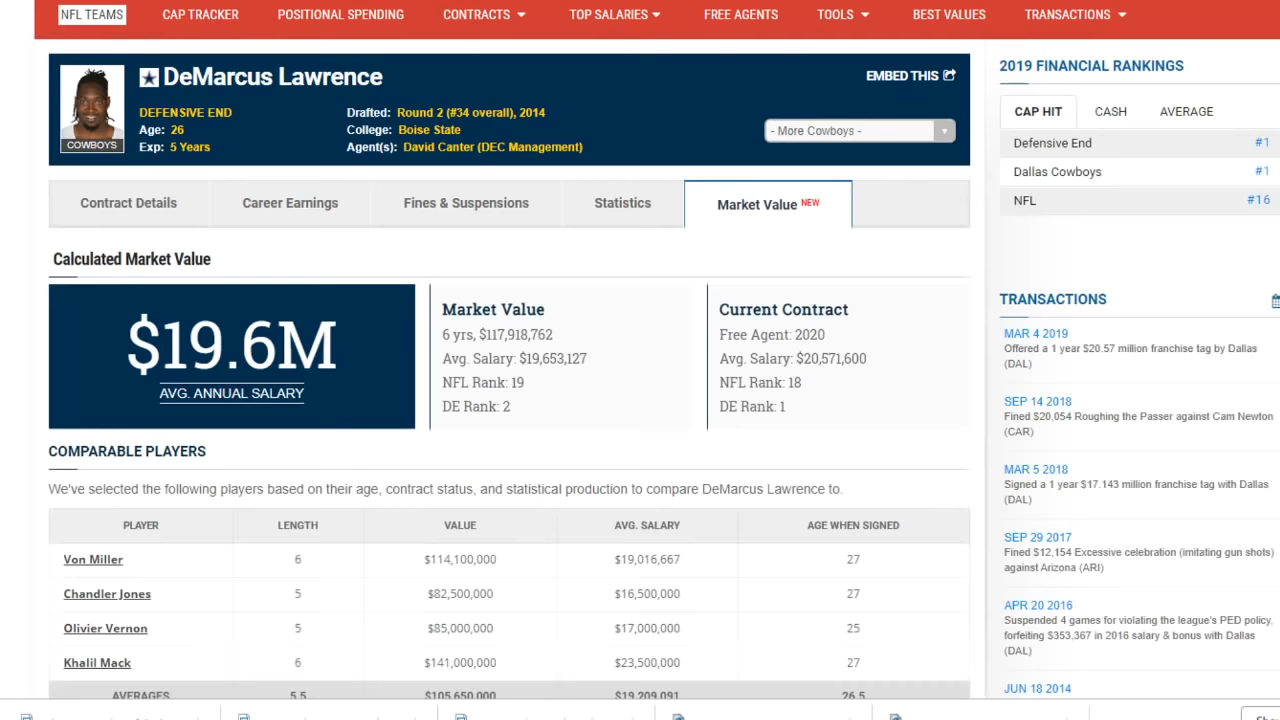 NFL TEAMS CAP TRACKER POSITIONAL SPENDING CONTRACTS TOP SALARIES FREE AGENTS TOOLS BEST VALUES TRANSACTIONS
DeMarcus Lawrence
EMBED THIS
DEFENSIVE END
Age: 26
Exp: 5 Years
Drafted: Round 2 (#34 overall), 2014
College: Boise State
Agent(s): David Canter (DEC Management)
COWBOYS
- More Cowboys -
Contract Details Career Earnings Fines & Suspensions Statistics Market Value NEW
Calculated Market Value
$19.6M
AVG. ANNUAL SALARY
Market Value
6 yrs, $117,918,762
Avg. Salary: $19,653,127
NFL Rank: 19
DE Rank: 2
Current Contract
Free Agent: 2020
Avg. Salary: $20,571,600
NFL Rank: 18
DE Rank: 1
COMPARABLE PLAYERS
We've selected the following players based on their age, contract status, and statistical production to compare DeMarcus Lawrence to.
PLAYER LENGTH VALUE AVG. SALARY AGE WHEN SIGNED
Von Miller 6 $114,100,000 $19,016,667 27
Chandler Jones 5 $82,500,000 $16,500,000 27
Olivier Vernon 5 $85,000,000 $17,000,000 25
Khalil Mack 6 $141,000,000 $23,500,000 27
AVERAGES 5.5 $105,650,000 $19,209,091 26.5
2019 FINANCIAL RANKINGS
CAP HIT CASH AVERAGE
Defensive End #1
Dallas Cowboys #1
NFL #16
TRANSACTIONS
MAR 4 2019
Offered a 1 year $20.57 million franchise tag by Dallas
(DAL)
SEP 14 2018
Fined $20,054 Roughing the Passer against Cam Newton
(CAR)
MAR 5 2018
Signed a 1 year $17.143 million franchise tag with Dallas
(DAL)
SEP 29 2017
Fined $12,154 Excessive celebration (imitating gun shots)
against Arizona (ARI)
APR 20 2016
Suspended 4 games for violating the league's PED policy,
forfeiting $353,367 in 2016 salary & bonus with Dallas
(DAL)
JUN 18 2014